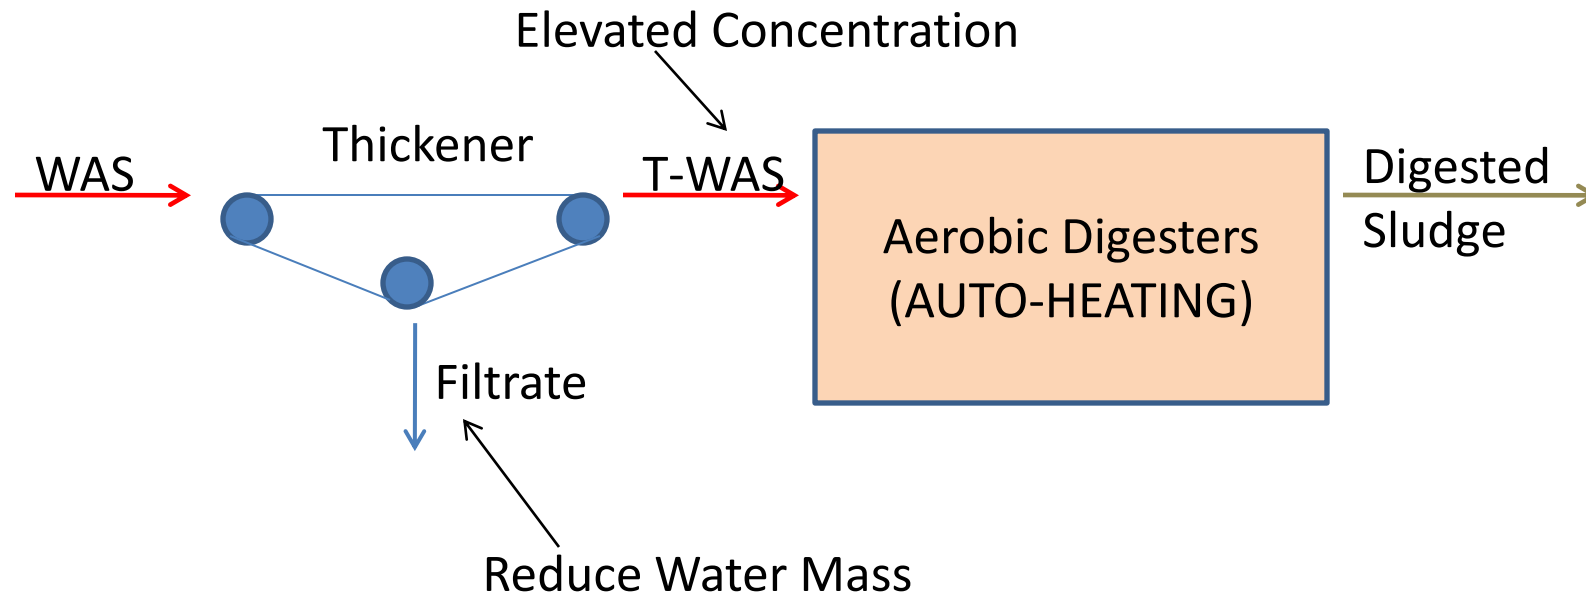 Elevated Concentration
Thickener
WAS
T-WAS
Digested
Sludge
Aerobic Digesters
(AUTO-HEATING)
Filtrate
Reduce Water Mass